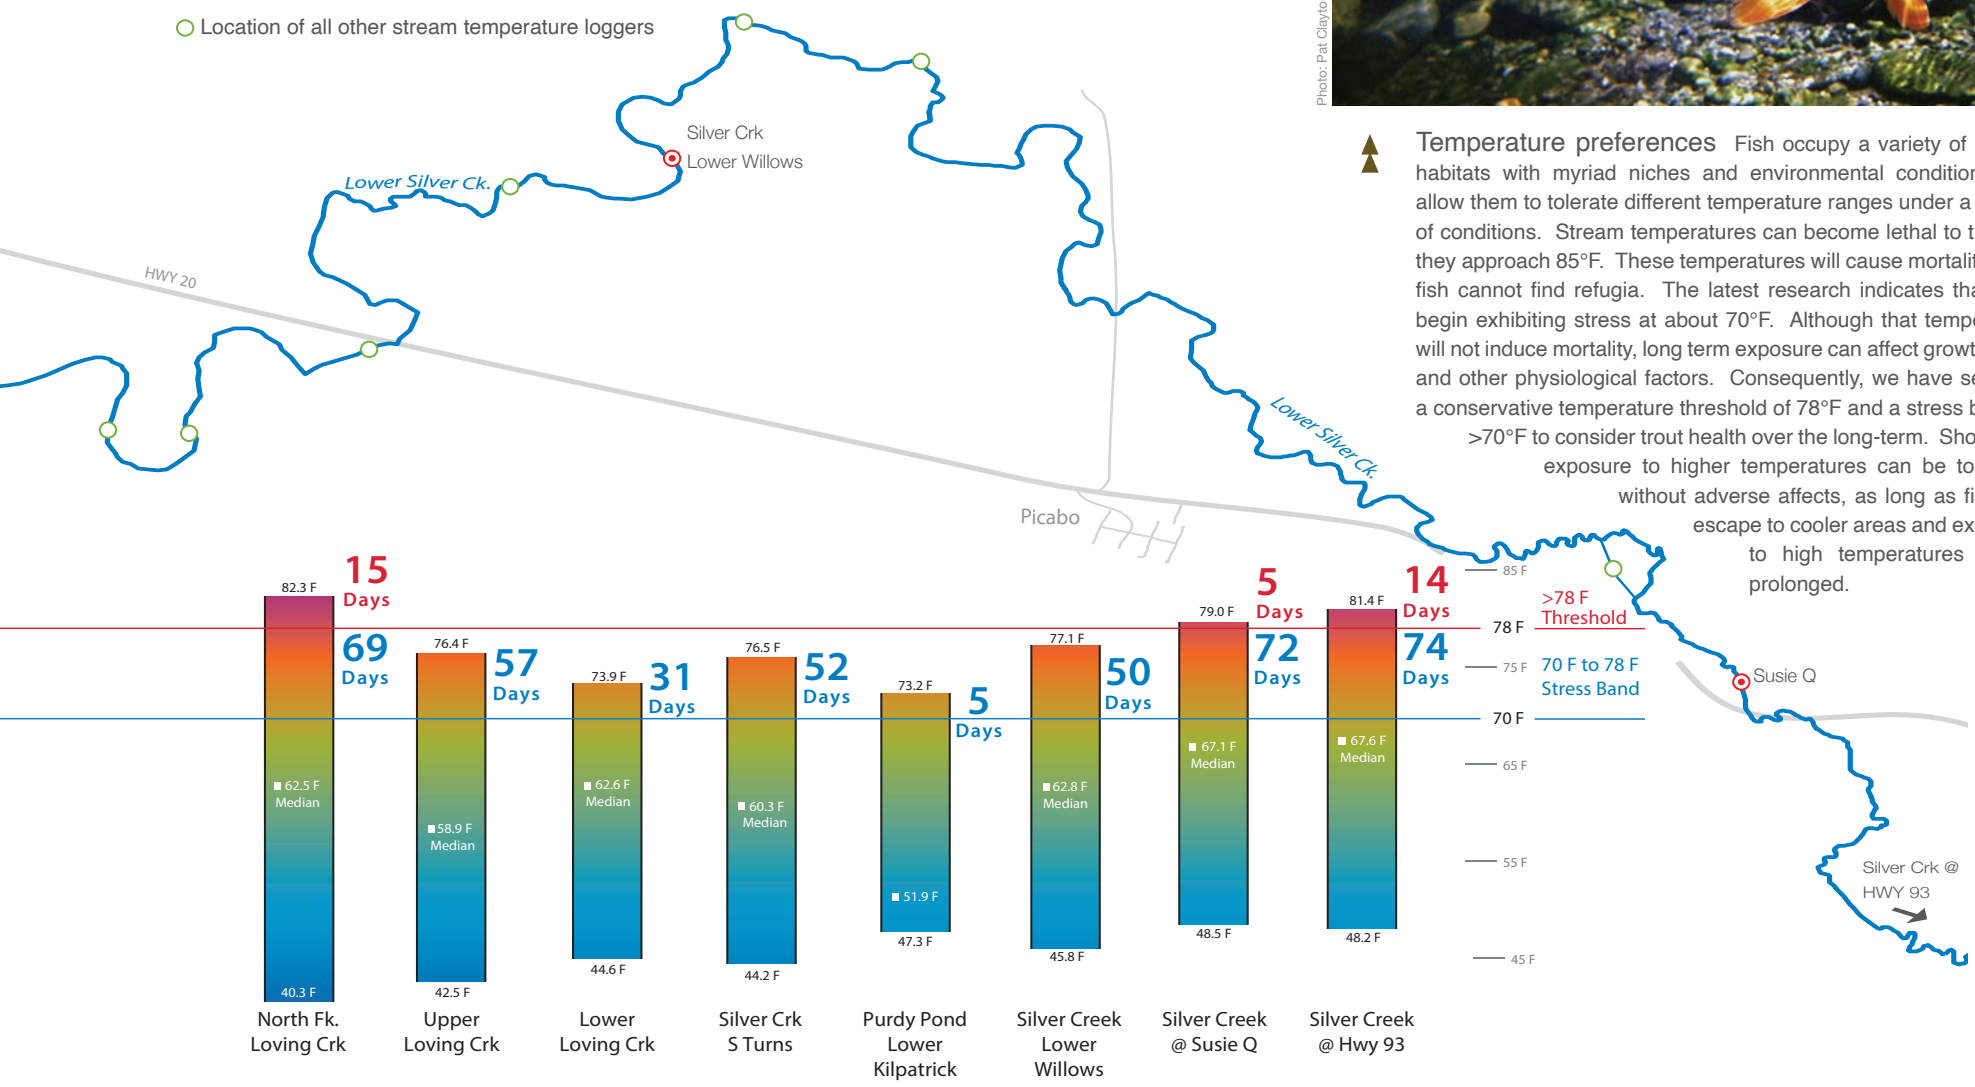 Location of all other stream temperature loggers
Photo: Pat Clayto
Silver Crk
Lower Willows
Lower Silver Ck.
HWY 20
Temperature preferences Fish occupy a variety of
habitats with myriad niches and environmental condition
allow them to tolerate different temperature ranges under a
of conditions. Stream temperatures can become lethal to t
they approach 85°F. These temperatures will cause mortalit
fish cannot find refugia. The latest research indicates tha
begin exhibiting stress at about 70°F. Although that tempe
will not induce mortality, long term exposure can affect growt
and other physiological factors. Consequently, we have se
a conservative temperature threshold of 78°F and a stress b
>70°F to consider trout health over the long-term. Sho
exposure to higher temperatures can be to
without adverse affects, as long as fi
escape to cooler areas and ex
to high temperatures
prolonged.
Lower Silver Ck.
Picabo
82.3 F
15
Days
69
Days
62.5 F
Median
40.3 F
North Fk.
Loving Crk
76.4 F
57
Days
58.9 F
Median
42.5 F
Upper
Loving Crk
73.9 F
31
Days
62.6 F
Median
44.6 F
Lower
Loving Crk
76.5 F
52
Days
60.3 F
Median
44.2 F
Silver Crk
S Turns
73.2 F
5
Days
51.9 F
47.3 F
Purdy Pond
Lower
Kilpatrick
77.1 F
50
Days
62.8 F
Median
45.8 F
Silver Creek
Lower
Willows
79.0 F
5
Days
72
Days
67.1 F
Median
48.5 F
Silver Creek
@ Susie Q
81.4 F
14
Days
74
Days
67.6 F
Median
48.2 F
Silver Creek
@ Hwy 93
85 F
78 F
75 F
70 F
65 F
55 F
45 F
>78 F
Threshold
70 F to 78 F
Stress Band
Susie Q
Silver Crk @
HWY 93